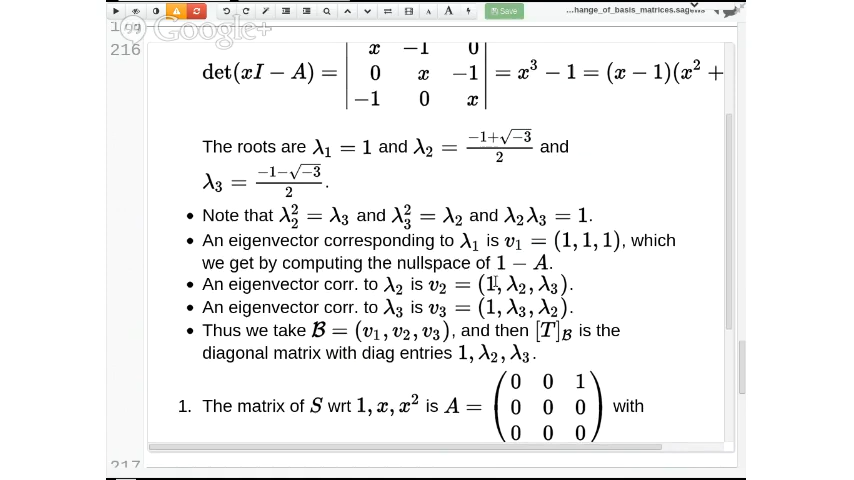 Save
...hange_of_basis_matrices.sagews
Google+
216
x −1 0
det(xI − A) = | 0 x −1 | = x³ − 1 = (x − 1)(x² +
−1 0 x
The roots are λ₁ = 1 and λ₂ = (−1+√−3)/2 and
λ₃ = (−1−√−3)/2.
• Note that λ₂² = λ₃ and λ₃² = λ₂ and λ₂λ₃ = 1.
• An eigenvector corresponding to λ₁ is v₁ = (1, 1, 1), which
we get by computing the nullspace of 1 − A.
• An eigenvector corr. to λ₂ is v₂ = (1, λ₂, λ₃).
• An eigenvector corr. to λ₃ is v₃ = (1, λ₃, λ₂).
• Thus we take ℬ = (v₁, v₂, v₃), and then [T]ℬ is the
diagonal matrix with diag entries 1, λ₂, λ₃.
0 0 1
1. The matrix of S wrt 1, x, x² is A = ( 0 0 0 ) with
0 0 0
217